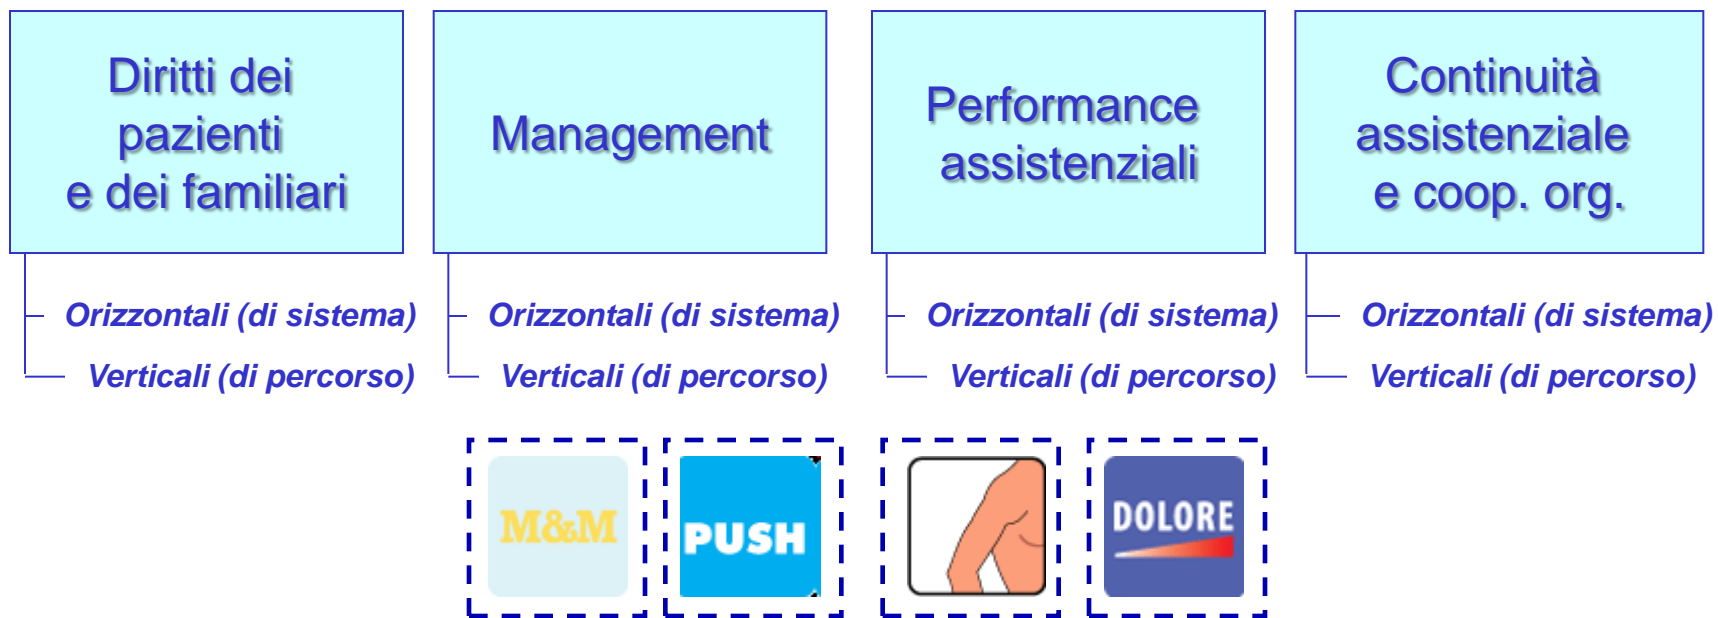 Diritti dei
pazienti
e dei familiari
Management
Performance
assistenziali
Continuità
assistenziale
e coop. org.
Orizzontali (di sistema)
Verticali (di percorso)
Orizzontali (di sistema)
Verticali (di percorso)
Orizzontali (di sistema)
Verticali (di percorso)
Orizzontali (di sistema)
Verticali (di percorso)
M&M
PUSH
DOLORE